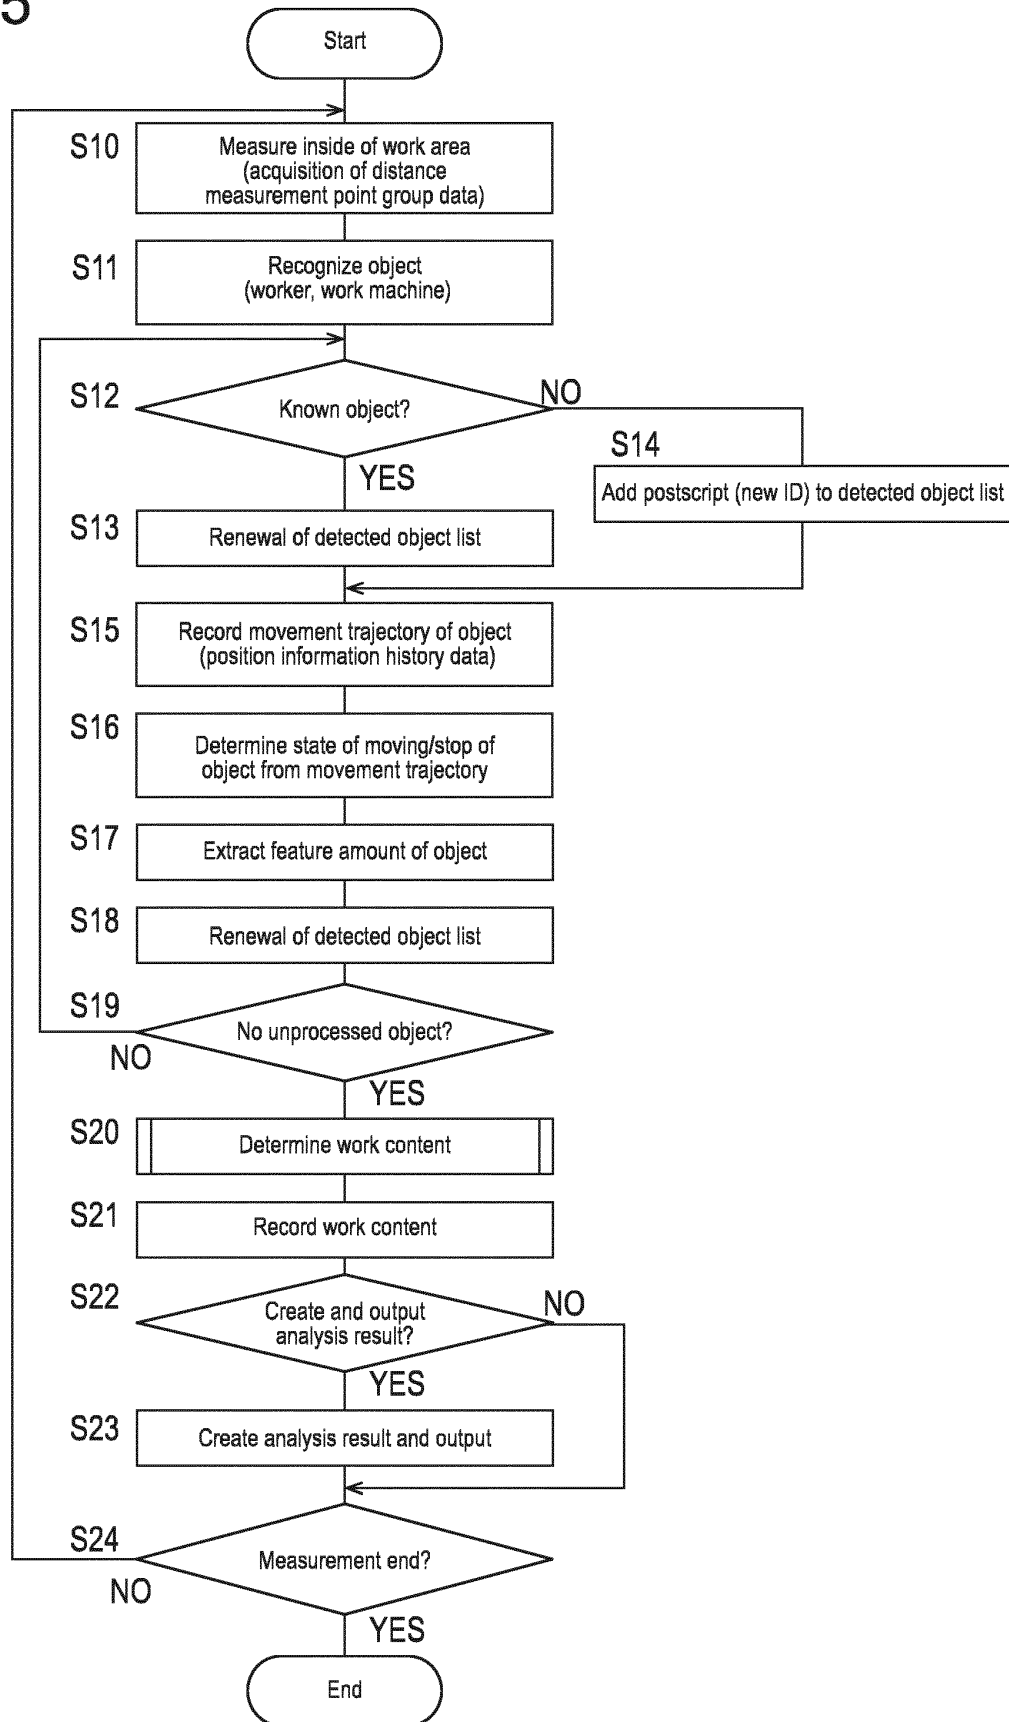 5
Start
S10
Measure inside of work area
(acquisition of distance
measurement point group data)
S11
Recognize object
(worker, work machine)
S12
Known object?
NO
YES
S14
Add postscript (new ID) to detected object list
S13
Renewal of detected object list
S15
Record movement trajectory of object
(position information history data)
S16
Determine state of moving/stop of
object from movement trajectory
S17
Extract feature amount of object
S18
Renewal of detected object list
S19
No unprocessed object?
NO
YES
S20
Determine work content
S21
Record work content
S22
Create and output
analysis result?
NO
YES
S23
Create analysis result and output
S24
Measurement end?
NO
YES
End